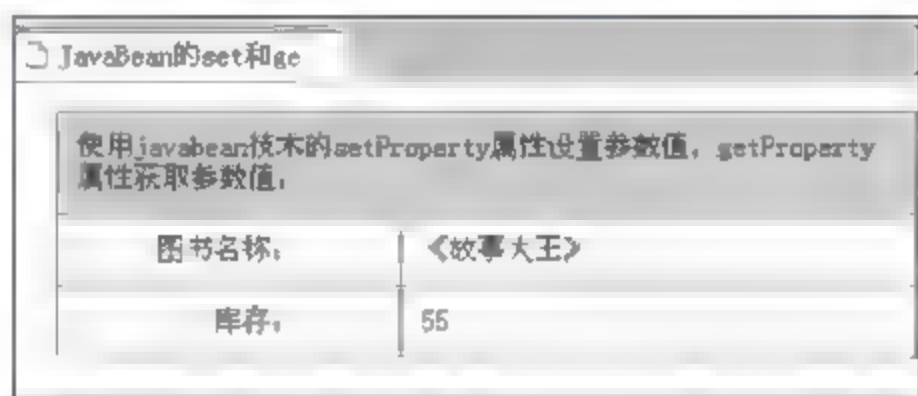 JavaBean的set和ge
使用javabean技术的setProperty属性设置参数值，getProperty
属性获取参数值：
图书名称： 《故事大王》
库存： 55